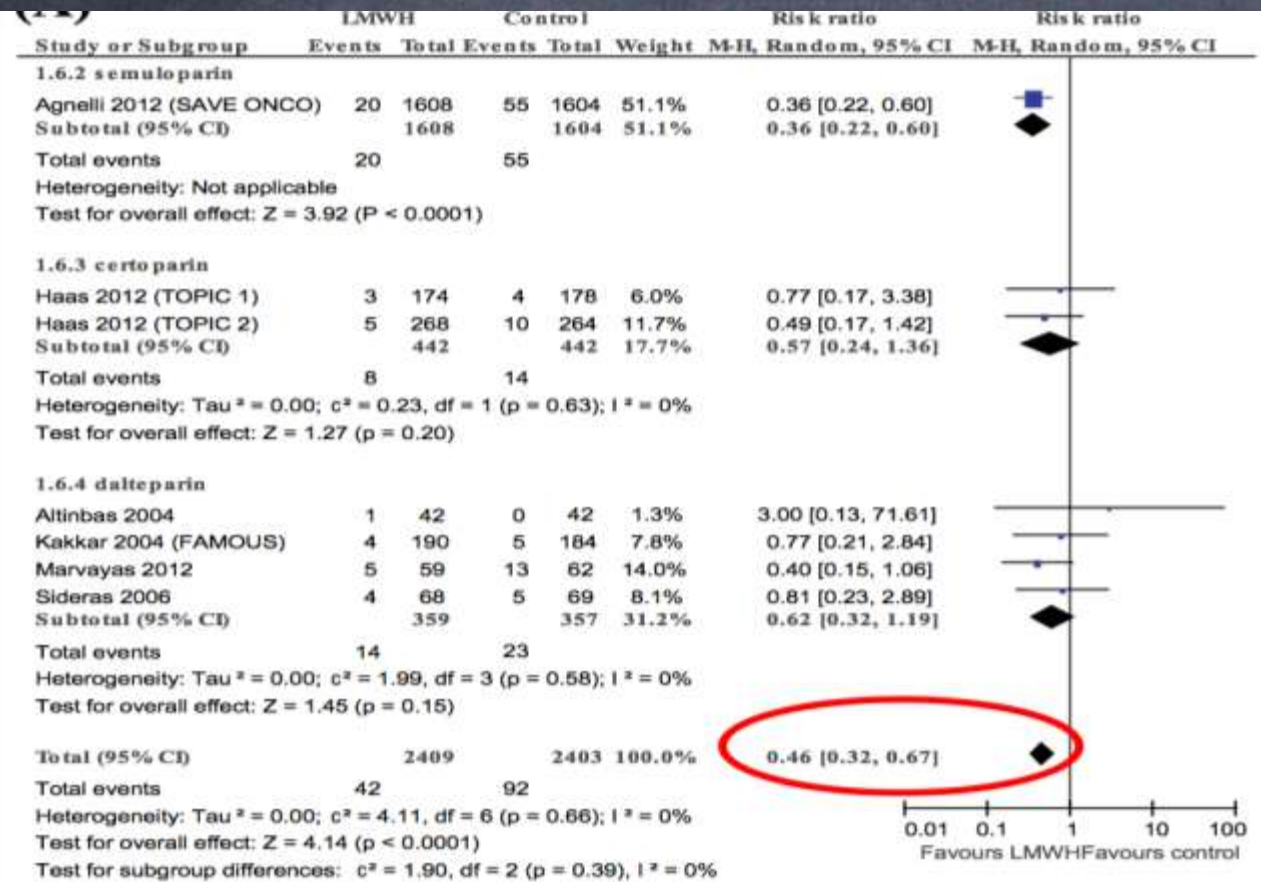 (A)
LMWH Control Risk ratio Risk ratio
Study or Subgroup Events Total Events Total Weight M-H, Random, 95% CI M-H, Random, 95% CI
1.6.2 semuloparin
Agnelli 2012 (SAVE ONCO) 20 1608 55 1604 51.1% 0.36 [0.22, 0.60]
Subtotal (95% CI) 1608 1604 51.1% 0.36 [0.22, 0.60]
Total events 20 55
Heterogeneity: Not applicable
Test for overall effect: Z = 3.92 (P < 0.0001)
1.6.3 certoparin
Haas 2012 (TOPIC 1) 3 174 4 178 6.0% 0.77 [0.17, 3.38]
Haas 2012 (TOPIC 2) 5 268 10 264 11.7% 0.49 [0.17, 1.42]
Subtotal (95% CI) 442 442 17.7% 0.57 [0.24, 1.36]
Total events 8 14
Heterogeneity: Tau ² = 0.00; c² = 0.23, df = 1 (p = 0.63); I ² = 0%
Test for overall effect: Z = 1.27 (p = 0.20)
1.6.4 dalteparin
Altinbas 2004 1 42 0 42 1.3% 3.00 [0.13, 71.61]
Kakkar 2004 (FAMOUS) 4 190 5 184 7.8% 0.77 [0.21, 2.84]
Marvayas 2012 5 59 13 62 14.0% 0.40 [0.15, 1.06]
Sideras 2006 4 68 5 69 8.1% 0.81 [0.23, 2.89]
Subtotal (95% CI) 359 357 31.2% 0.62 [0.32, 1.19]
Total events 14 23
Heterogeneity: Tau ² = 0.00; c² = 1.99, df = 3 (p = 0.58); I ² = 0%
Test for overall effect: Z = 1.45 (p = 0.15)
Total (95% CI) 2409 2403 100.0% 0.46 [0.32, 0.67]
Total events 42 92
Heterogeneity: Tau ² = 0.00; c² = 4.11, df = 6 (p = 0.66); I ² = 0%
Test for overall effect: Z = 4.14 (p < 0.0001)
Test for subgroup differences: c² = 1.90, df = 2 (p = 0.39), I ² = 0%
0.01 0.1 1 10 100
Favours LMWHFavours control